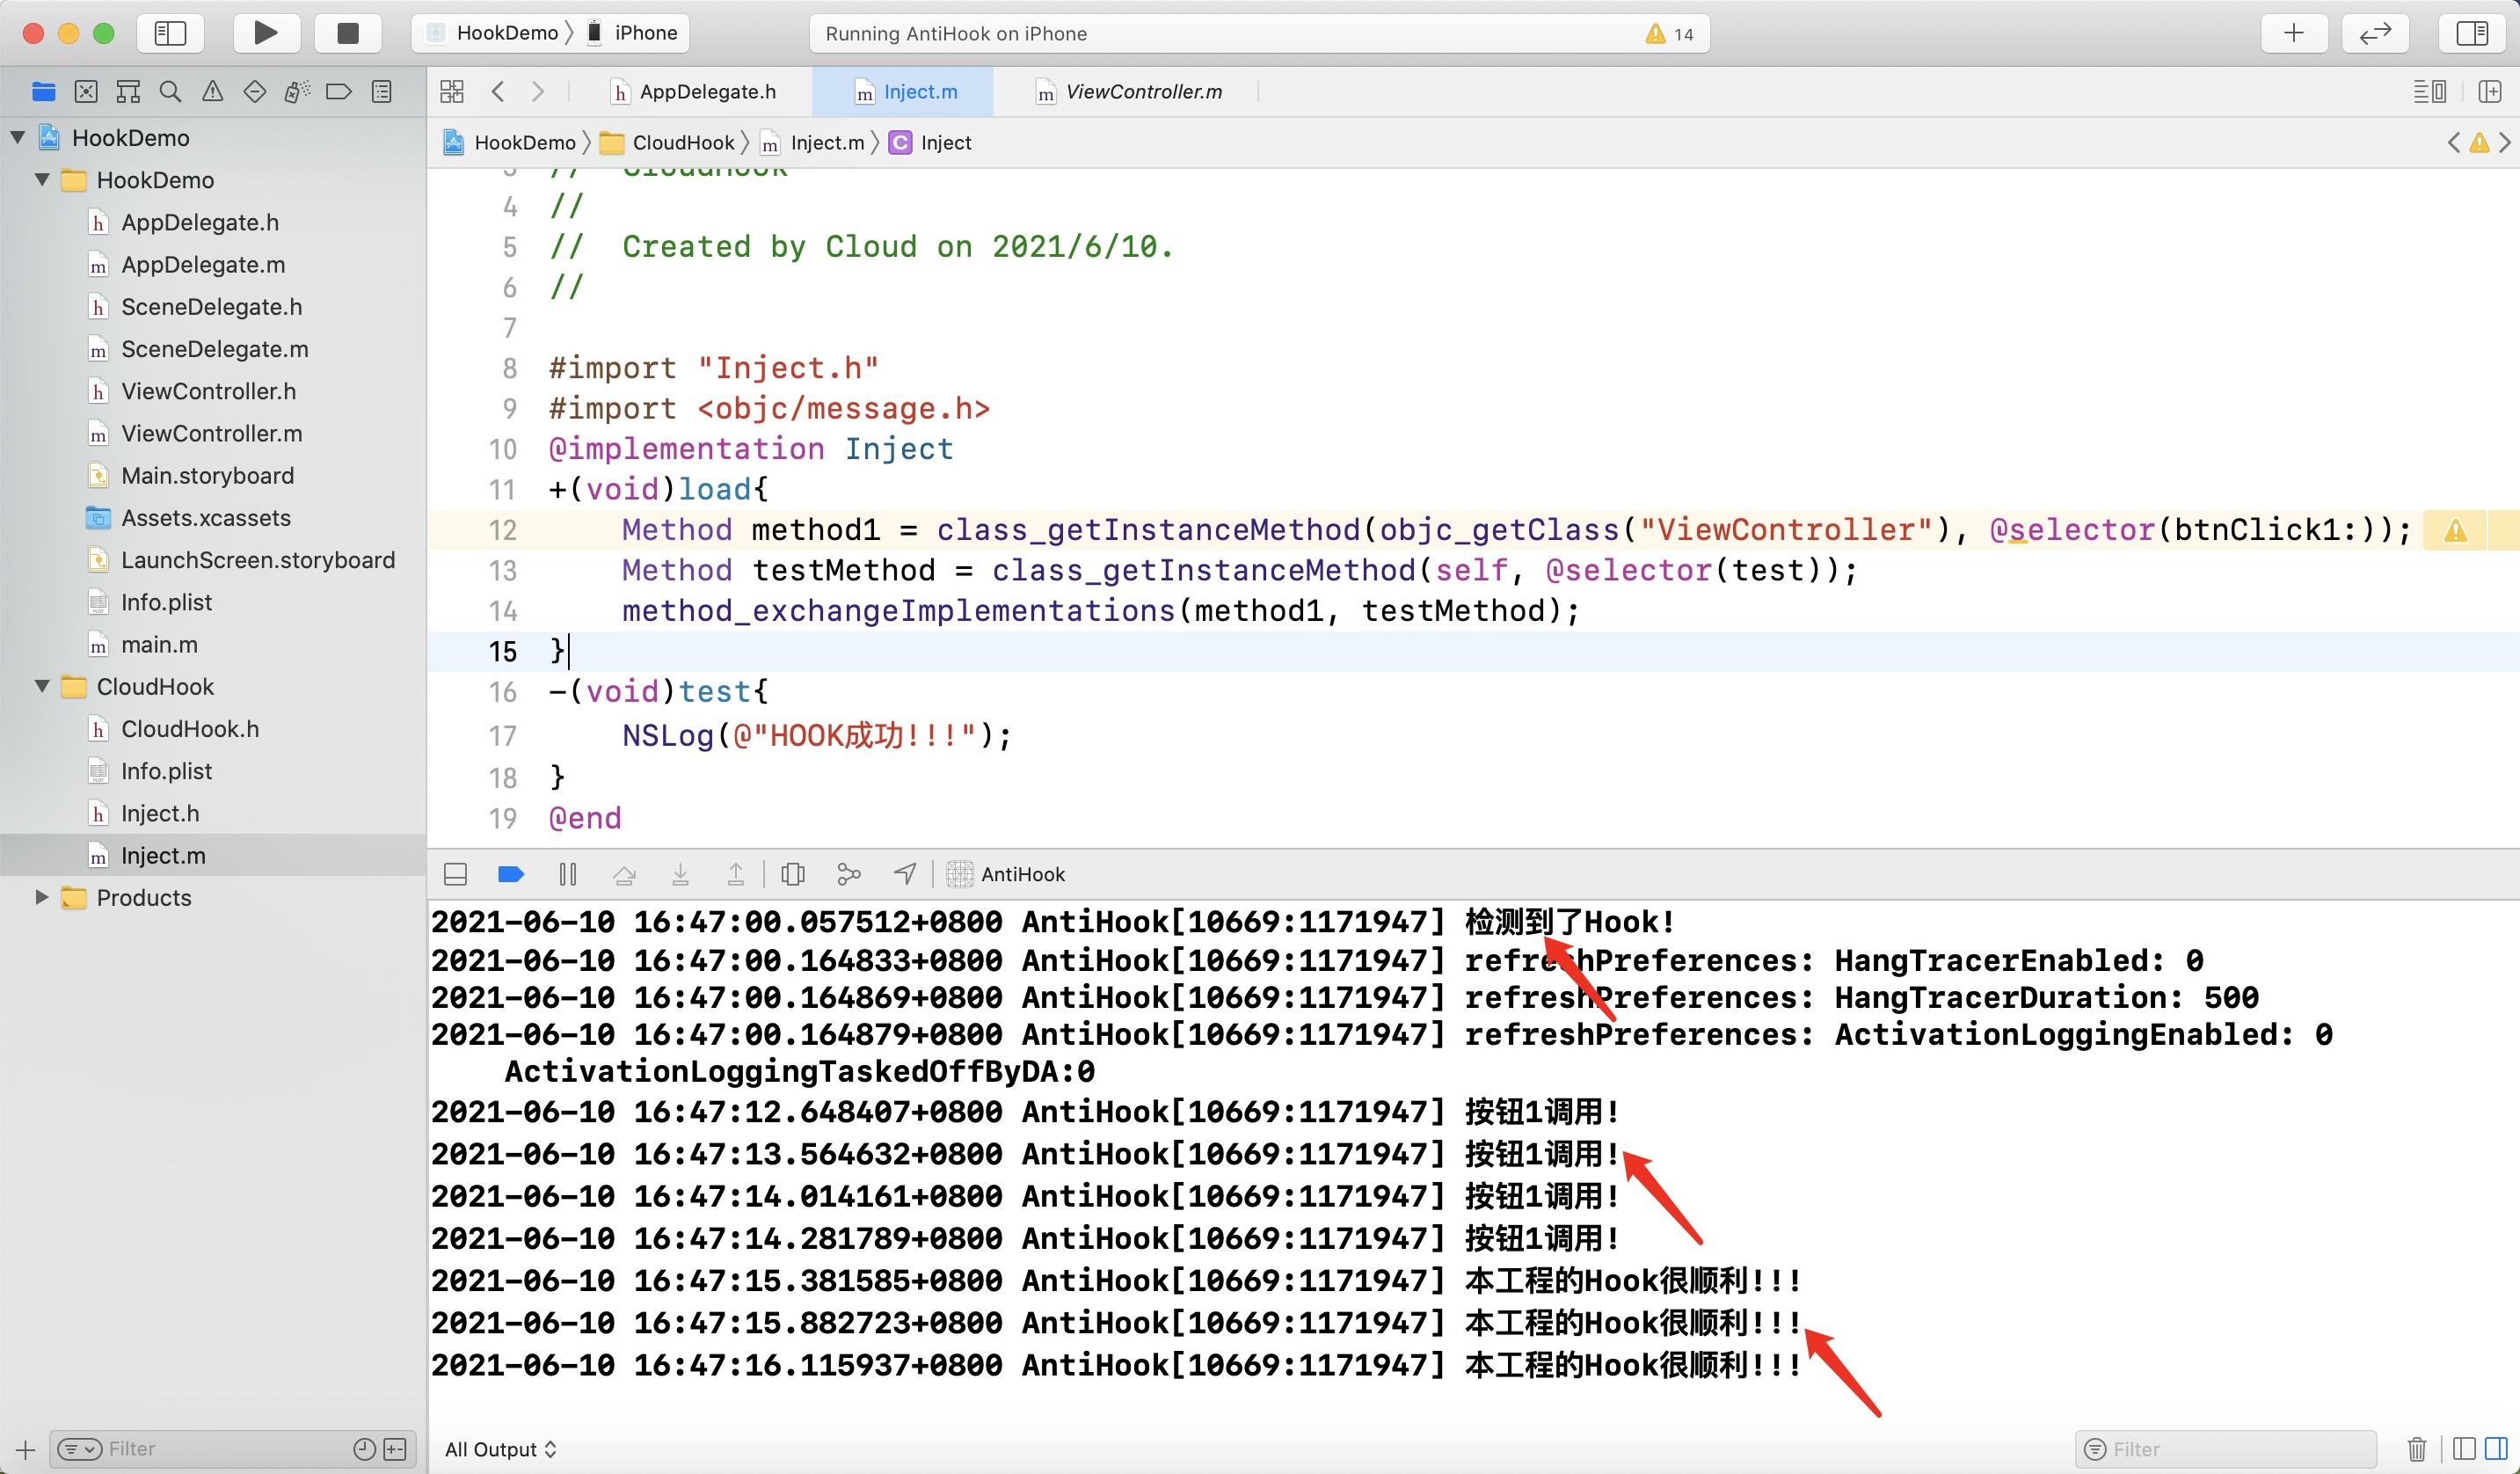 HookDemo 〉 iPhone
Running AntiHook on iPhone
14
AppDelegate.h
Inject.m
ViewController.m
HookDemo 〉 CloudHook 〉 Inject.m 〉 C Inject
HookDemo
HookDemo
AppDelegate.h
AppDelegate.m
SceneDelegate.h
SceneDelegate.m
ViewController.h
ViewController.m
Main.storyboard
Assets.xcassets
LaunchScreen.storyboard
Info.plist
main.m
CloudHook
CloudHook.h
Info.plist
Inject.h
Inject.m
Products
Filter
3 //  CloudHook
4 //
5 //  Created by Cloud on 2021/6/10.
6 //
7
8 #import "Inject.h"
9 #import <objc/message.h>
10 @implementation Inject
11 +(void)load{
12     Method method1 = class_getInstanceMethod(objc_getClass("ViewController"), @selector(btnClick1:));
13     Method testMethod = class_getInstanceMethod(self, @selector(test));
14     method_exchangeImplementations(method1, testMethod);
15 }
16 -(void)test{
17     NSLog(@"HOOK成功!!!");
18 }
19 @end
AntiHook
2021-06-10 16:47:00.057512+0800 AntiHook[10669:1171947] 检测到了Hook!
2021-06-10 16:47:00.164833+0800 AntiHook[10669:1171947] refreshPreferences: HangTracerEnabled: 0
2021-06-10 16:47:00.164869+0800 AntiHook[10669:1171947] refreshPreferences: HangTracerDuration: 500
2021-06-10 16:47:00.164879+0800 AntiHook[10669:1171947] refreshPreferences: ActivationLoggingEnabled: 0
ActivationLoggingTaskedOffByDA:0
2021-06-10 16:47:12.648407+0800 AntiHook[10669:1171947] 按钮1调用!
2021-06-10 16:47:13.564632+0800 AntiHook[10669:1171947] 按钮1调用!
2021-06-10 16:47:14.014161+0800 AntiHook[10669:1171947] 按钮1调用!
2021-06-10 16:47:14.281789+0800 AntiHook[10669:1171947] 按钮1调用!
2021-06-10 16:47:15.381585+0800 AntiHook[10669:1171947] 本工程的Hook很顺利!!!
2021-06-10 16:47:15.882723+0800 AntiHook[10669:1171947] 本工程的Hook很顺利!!!
2021-06-10 16:47:16.115937+0800 AntiHook[10669:1171947] 本工程的Hook很顺利!!!
All Output
Filter